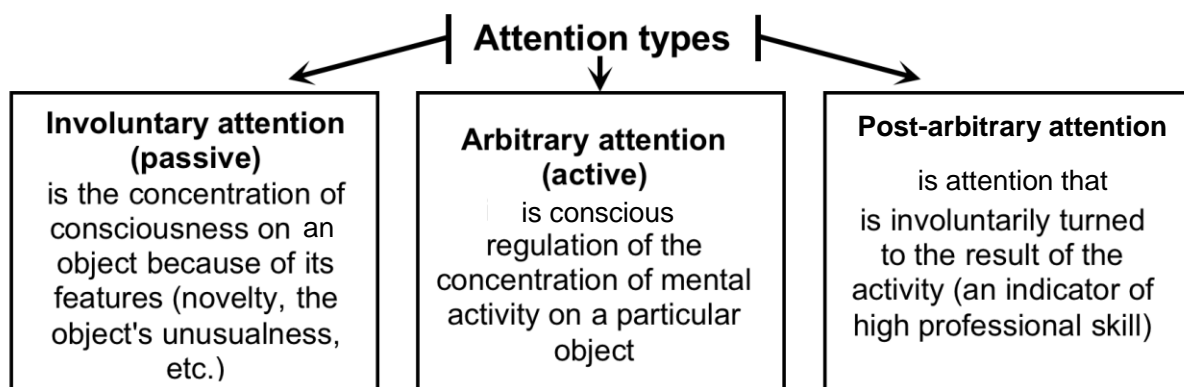 Attention types
Involuntary attention
(passive)
is the concentration of
consciousness on an
object because of its
features (novelty, the
object's unusualness,
etc.)
Arbitrary attention
(active)
is conscious
regulation of the
concentration of mental
activity on a particular
object
Post-arbitrary attention
is attention that
is involuntarily turned
to the result of the
activity (an indicator of
high professional skill)